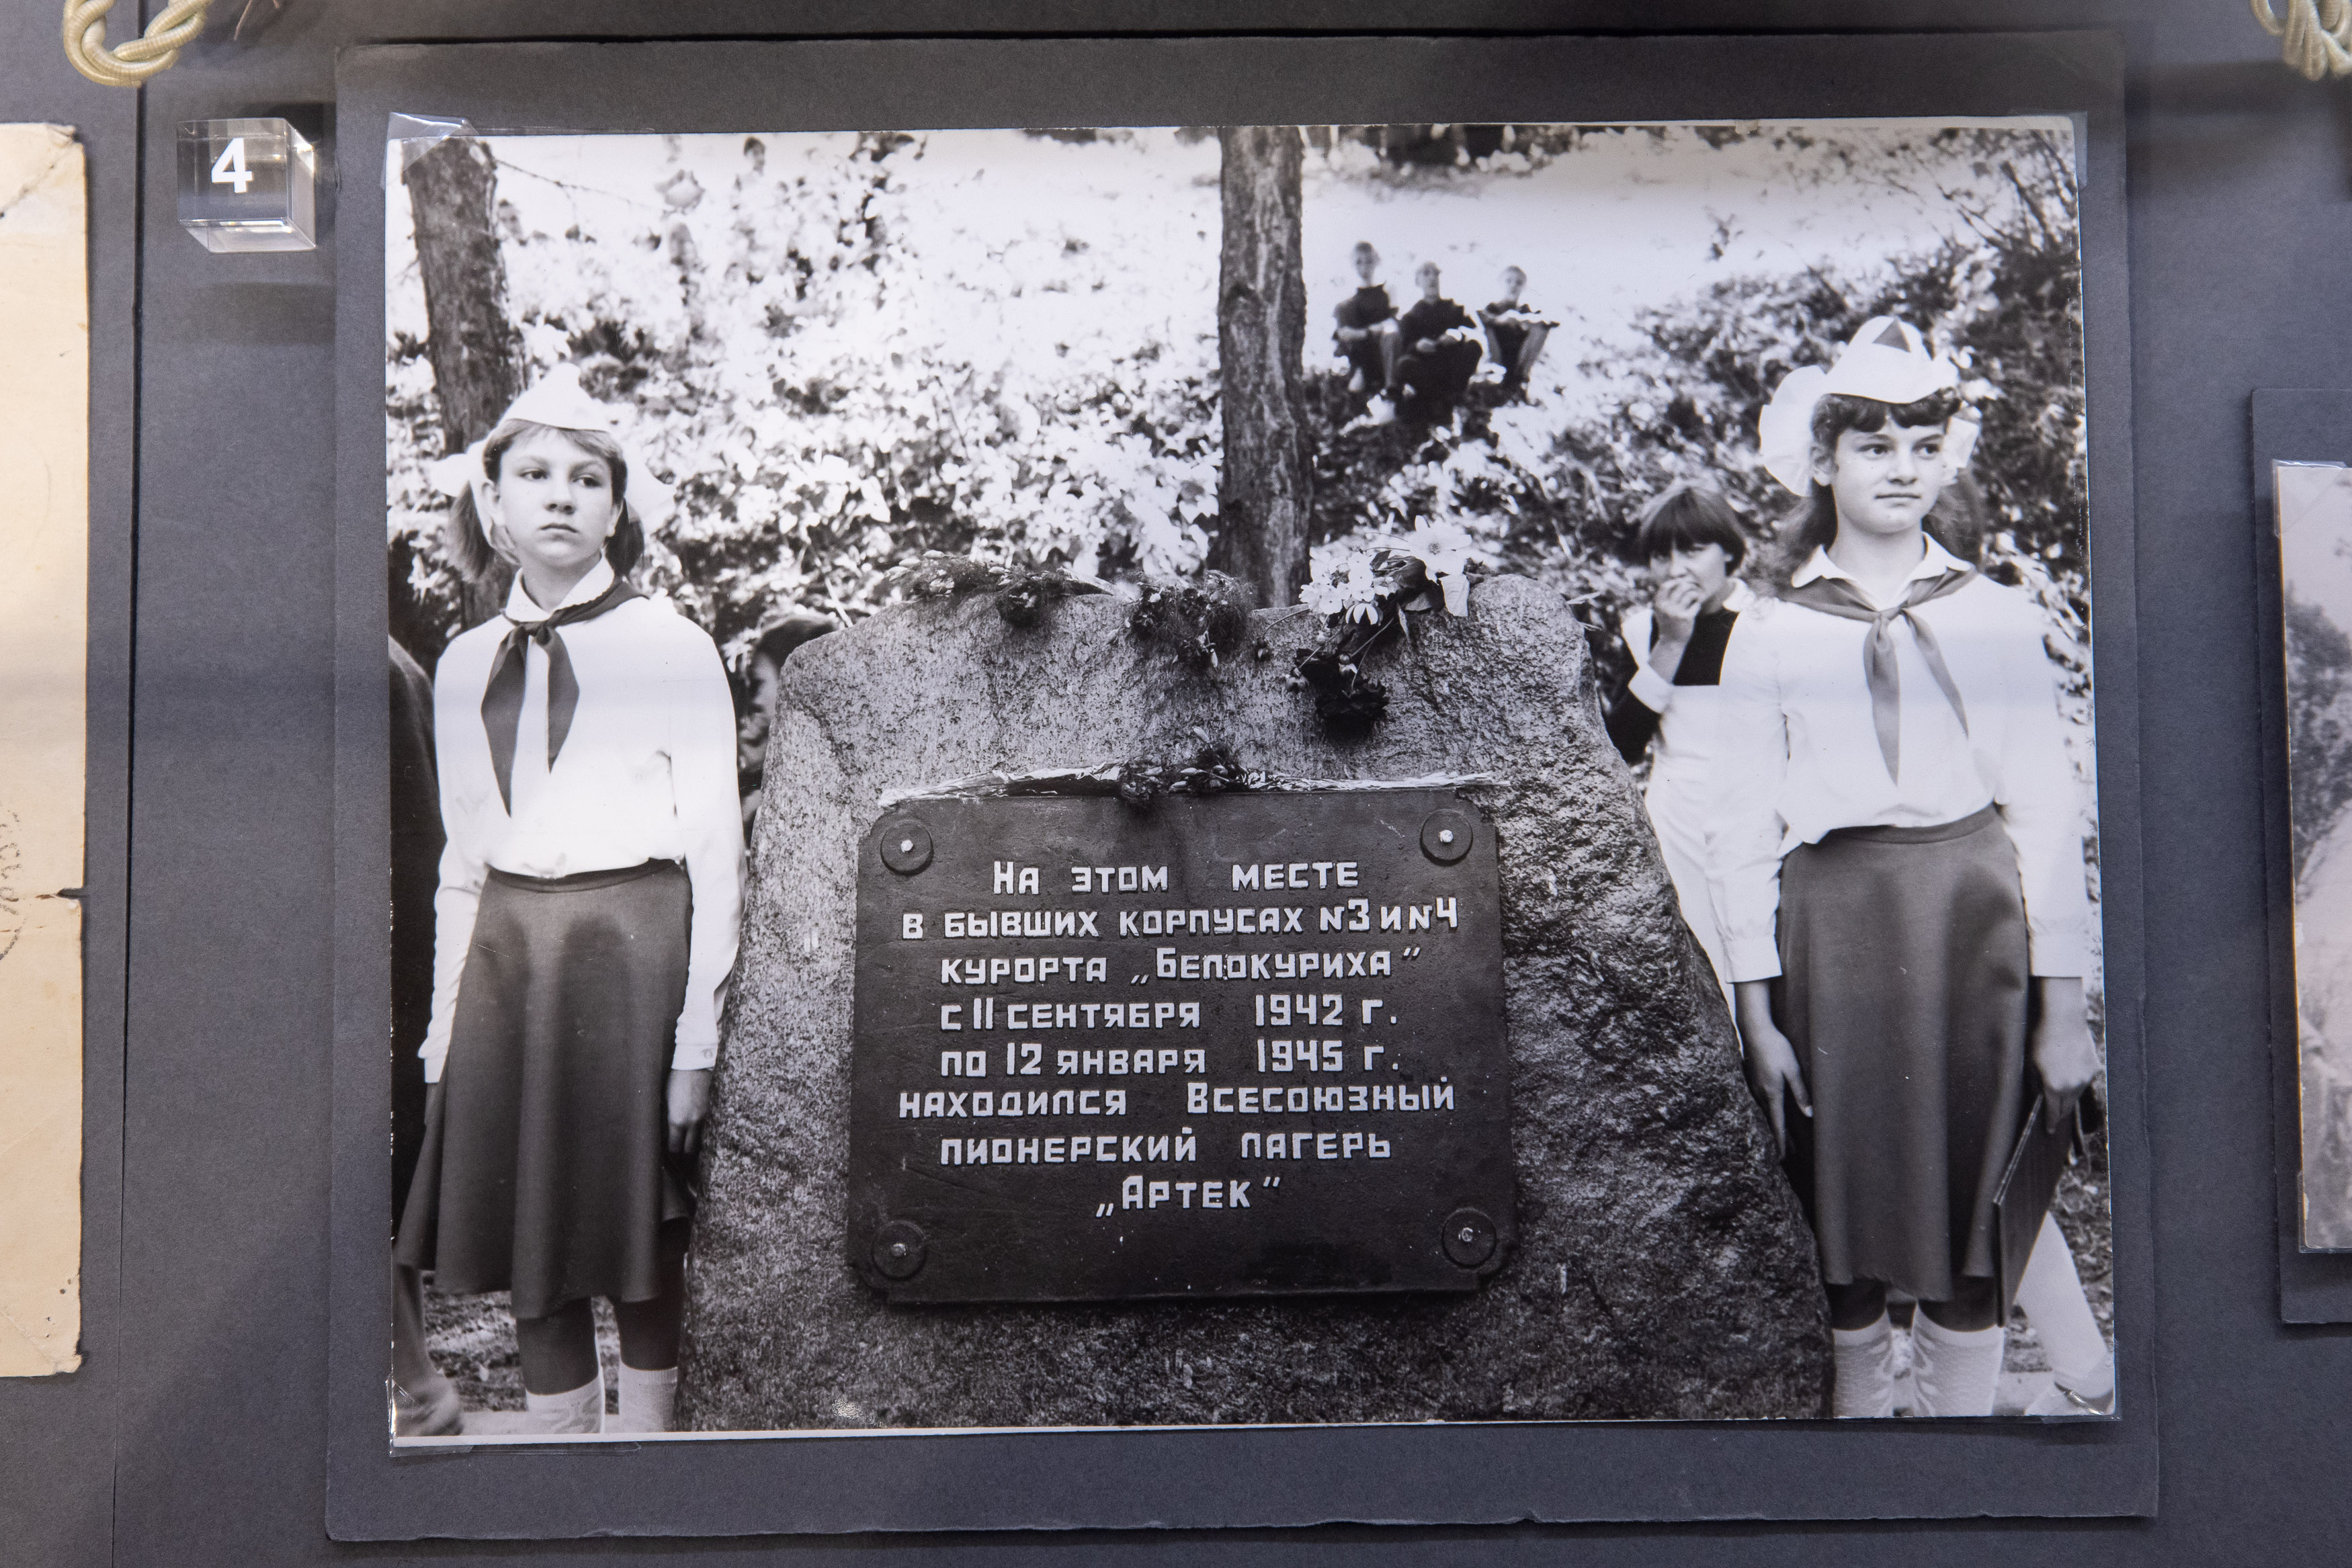 4
На этом месте
в бывших корпусах №3 и №4
курорта „Белокуриха”
с 11 сентября 1942 г.
по 12 января 1945 г.
находился Всесоюзный
пионерский лагерь
„Артек”